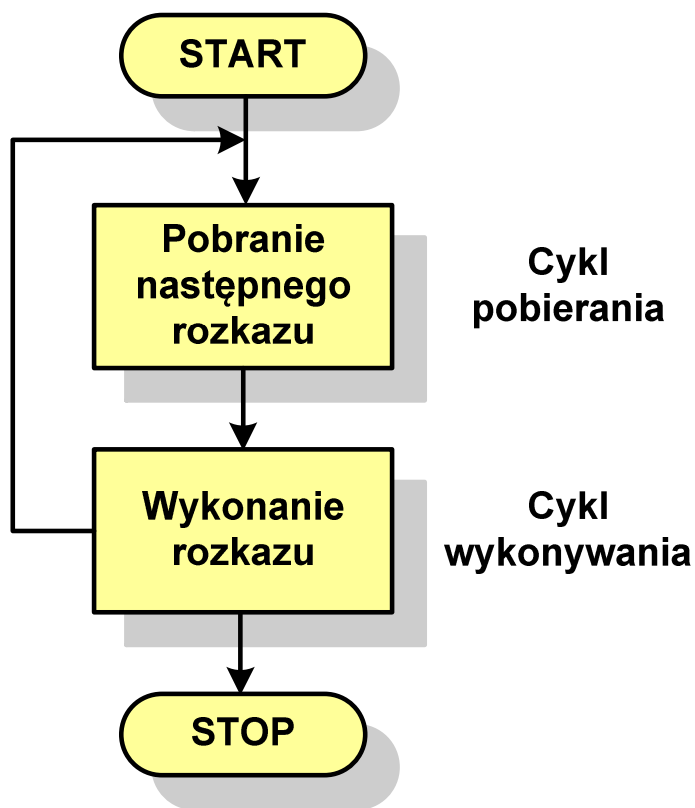 START
Pobranie
następnego
rozkazu
Cykl
pobierania
Wykonanie
rozkazu
Cykl
wykonywania
STOP